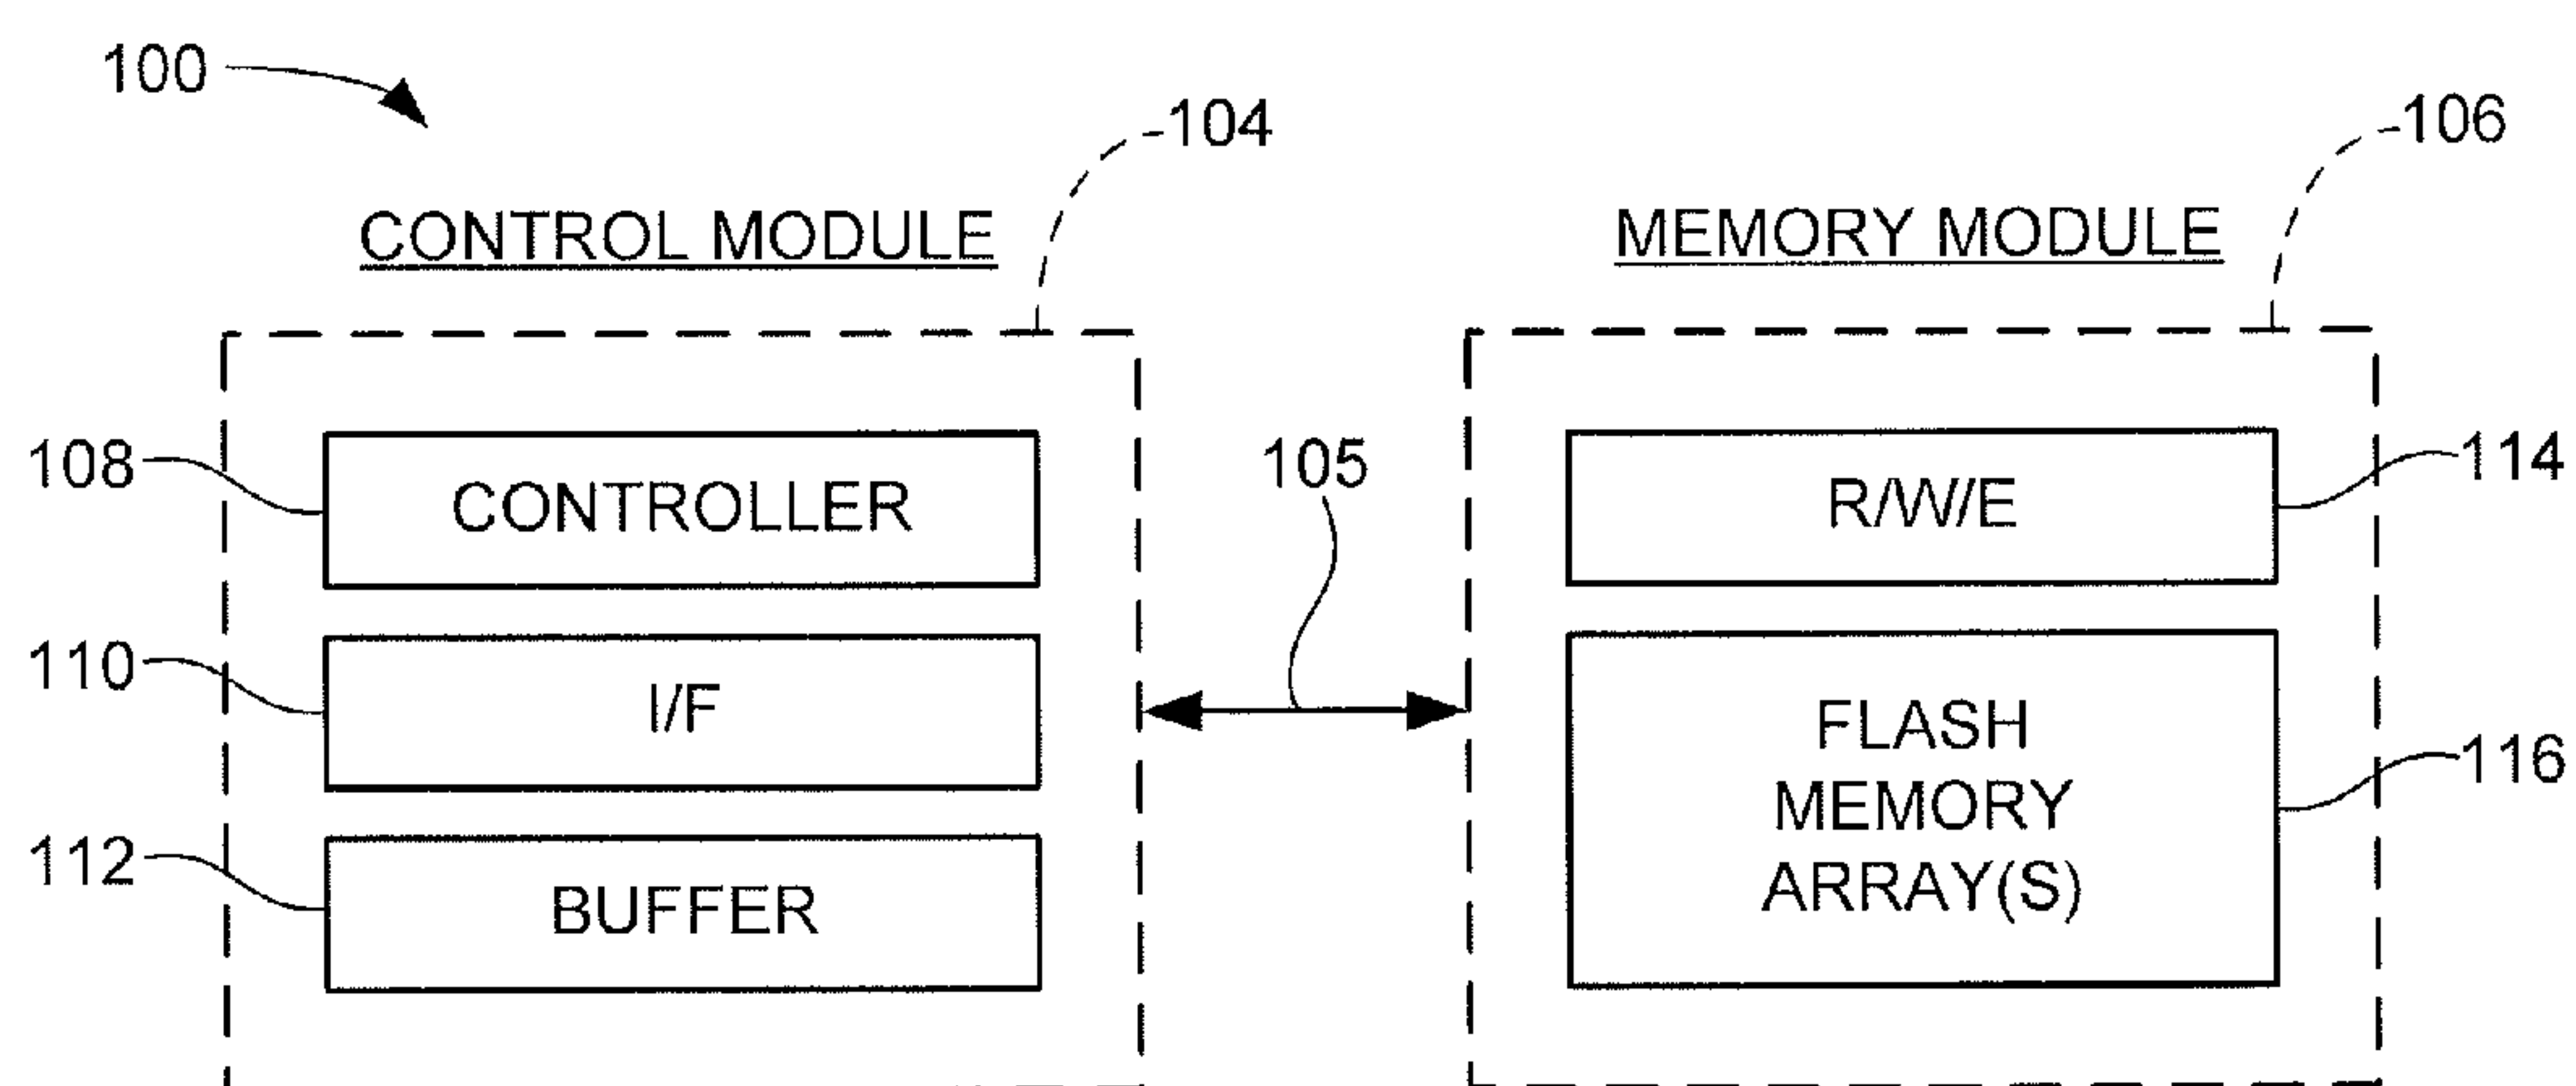 100
104
106
CONTROL MODULE
MEMORY MODULE
108
CONTROLLER
105
R/W/E
114
110
I/F
FLASH
MEMORY
ARRAY(S)
116
112
BUFFER